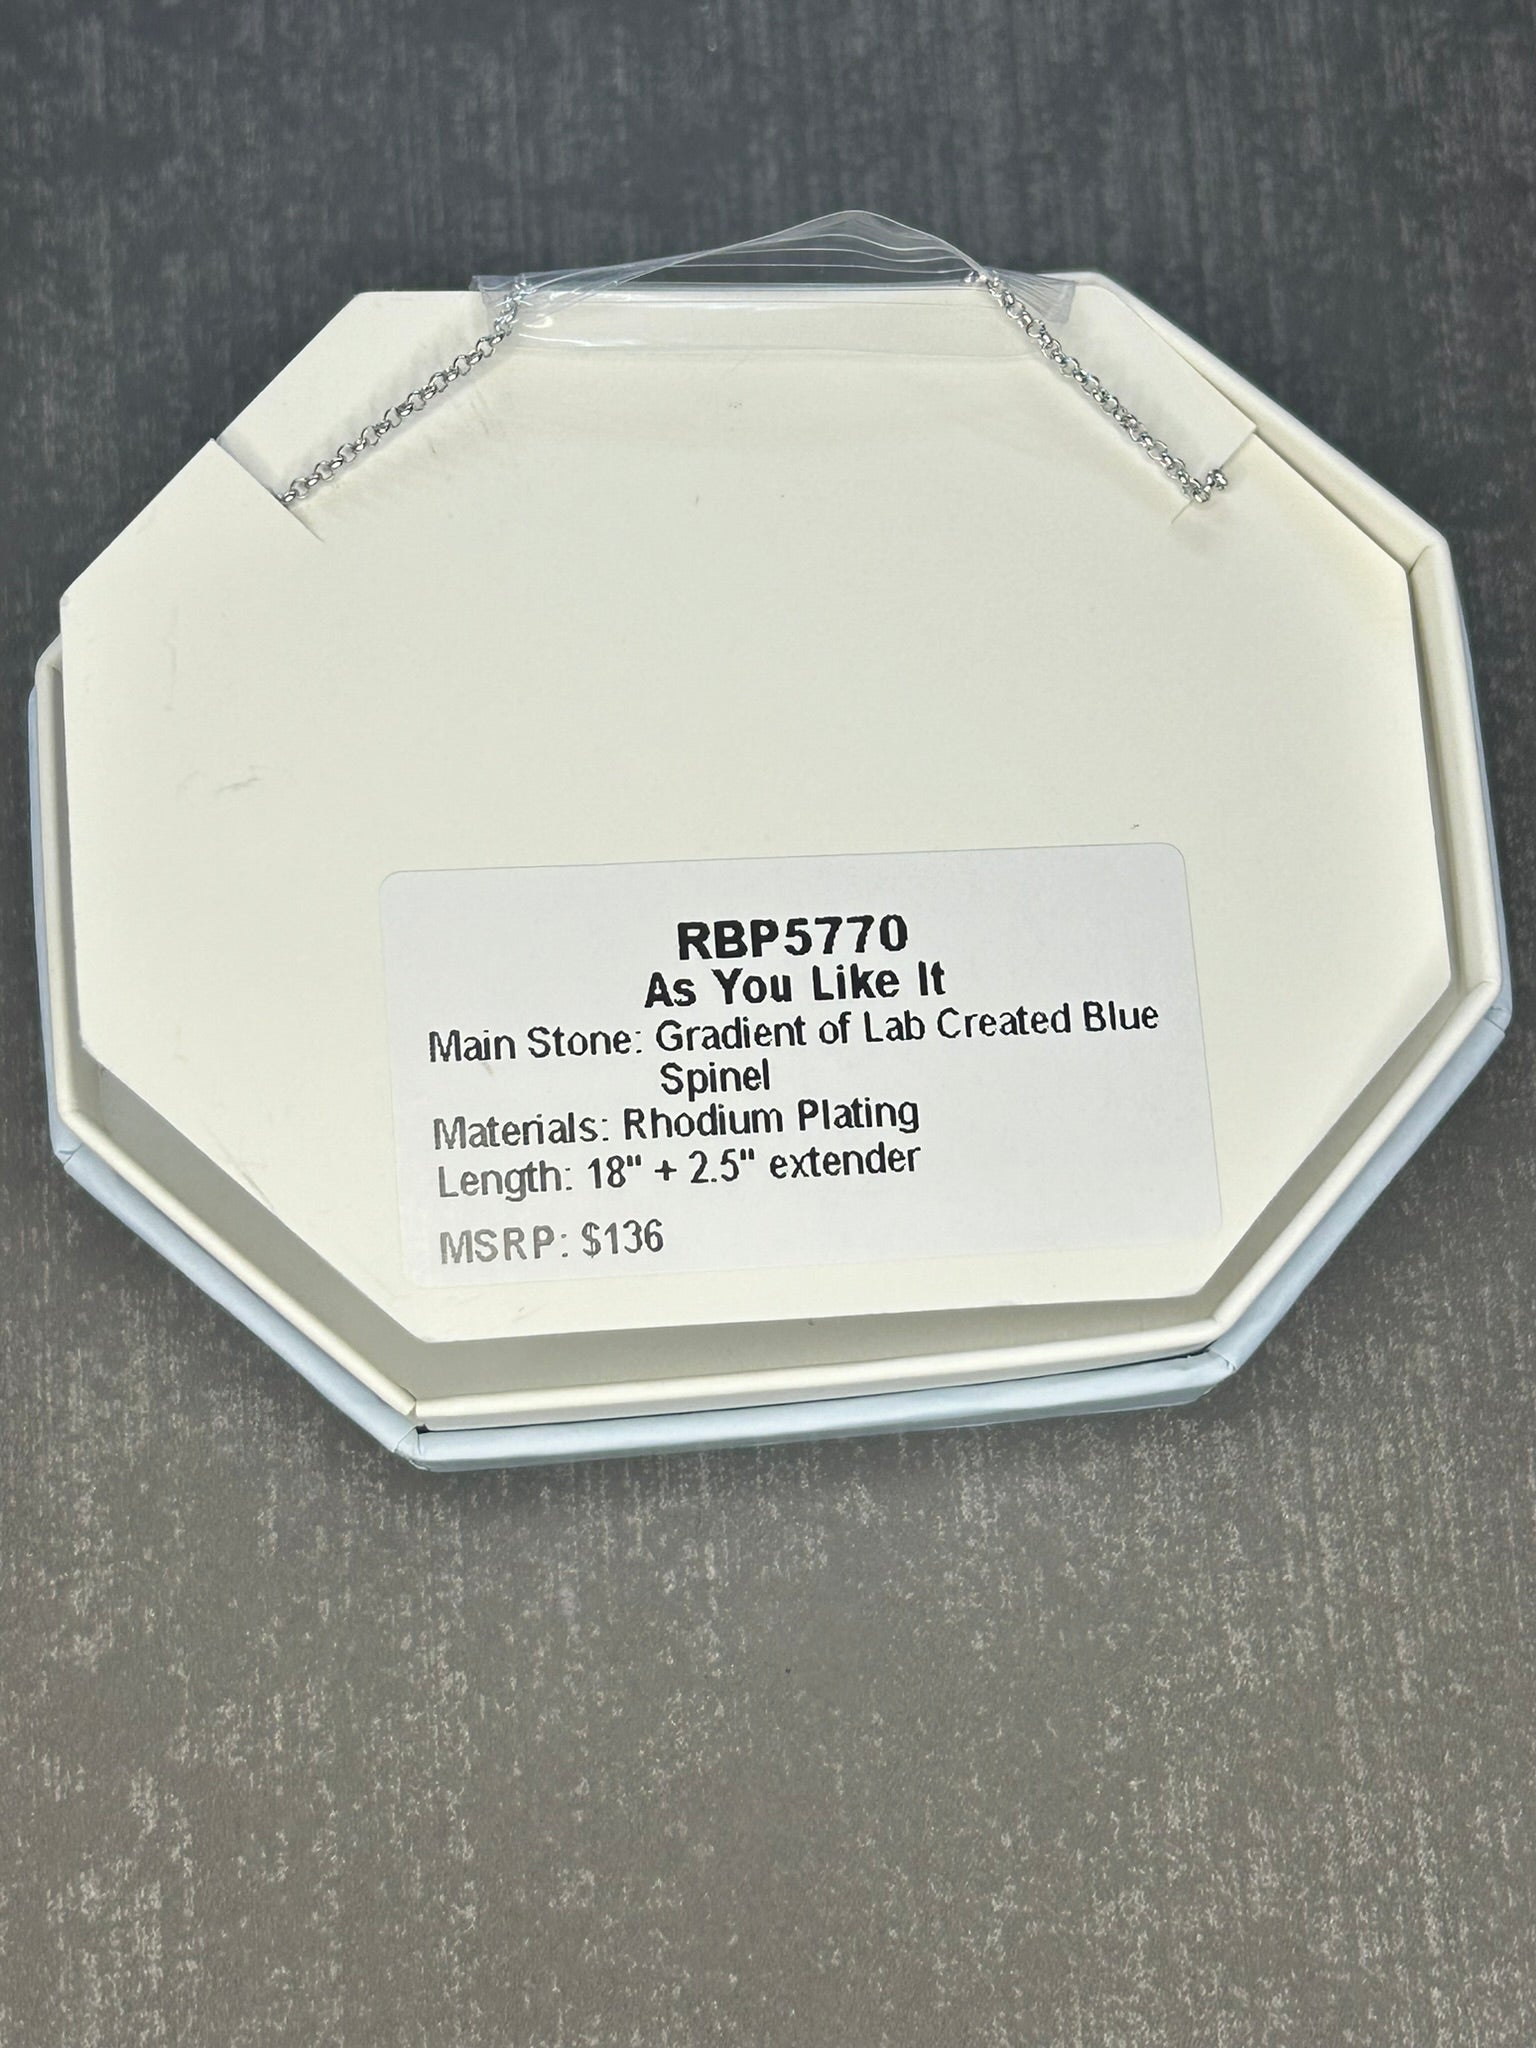 RBP5770
As You Like It
Main Stone: Gradient of Lab Created Blue
Spinel
Materials: Rhodium Plating
Length: 18" + 2.5" extender
MSRP: $136